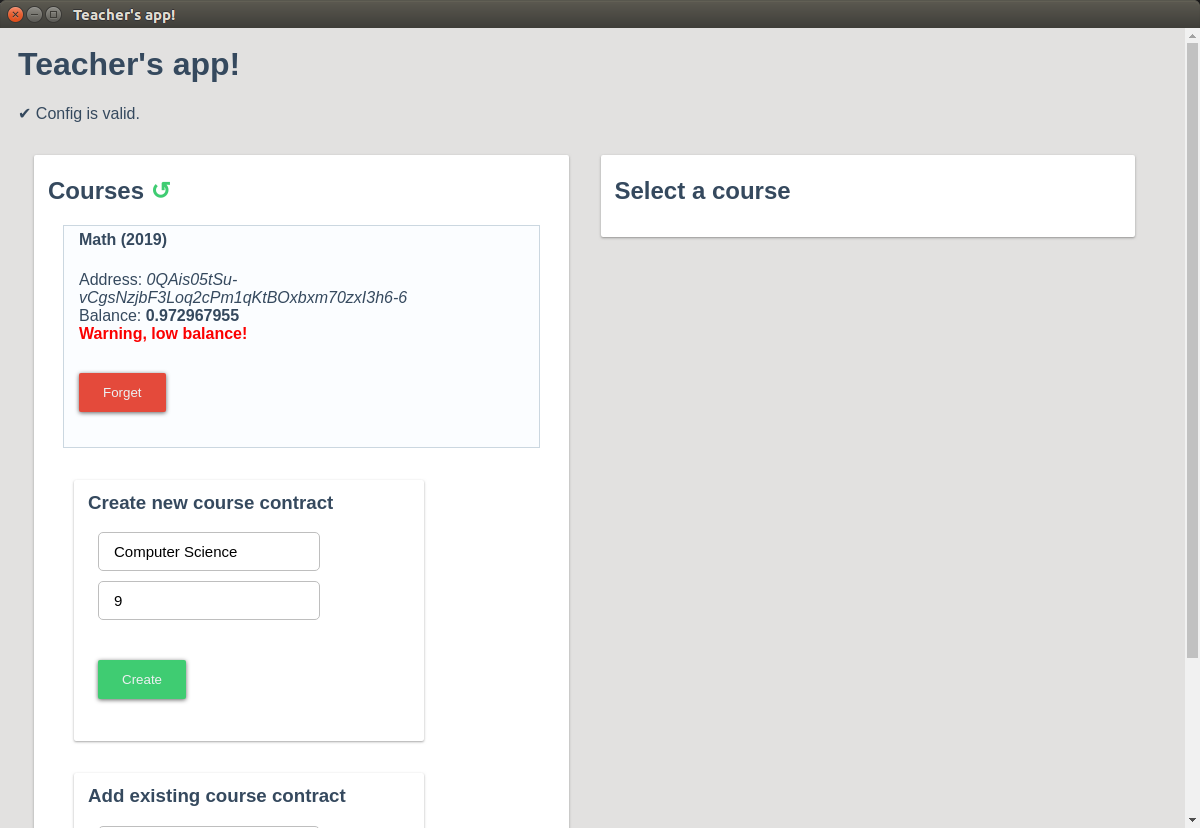 Teacher's app!
Teacher's app!
✔ Config is valid.
Courses ↺
Math (2019)
Address: 0QAis05tSu-
vCgsNzjbF3Loq2cPm1qKtBOxbxm70zxI3h6-6
Balance: 0.972967955
Warning, low balance!
Forget
Create new course contract
Computer Science
9
Create
Add existing course contract
Select a course